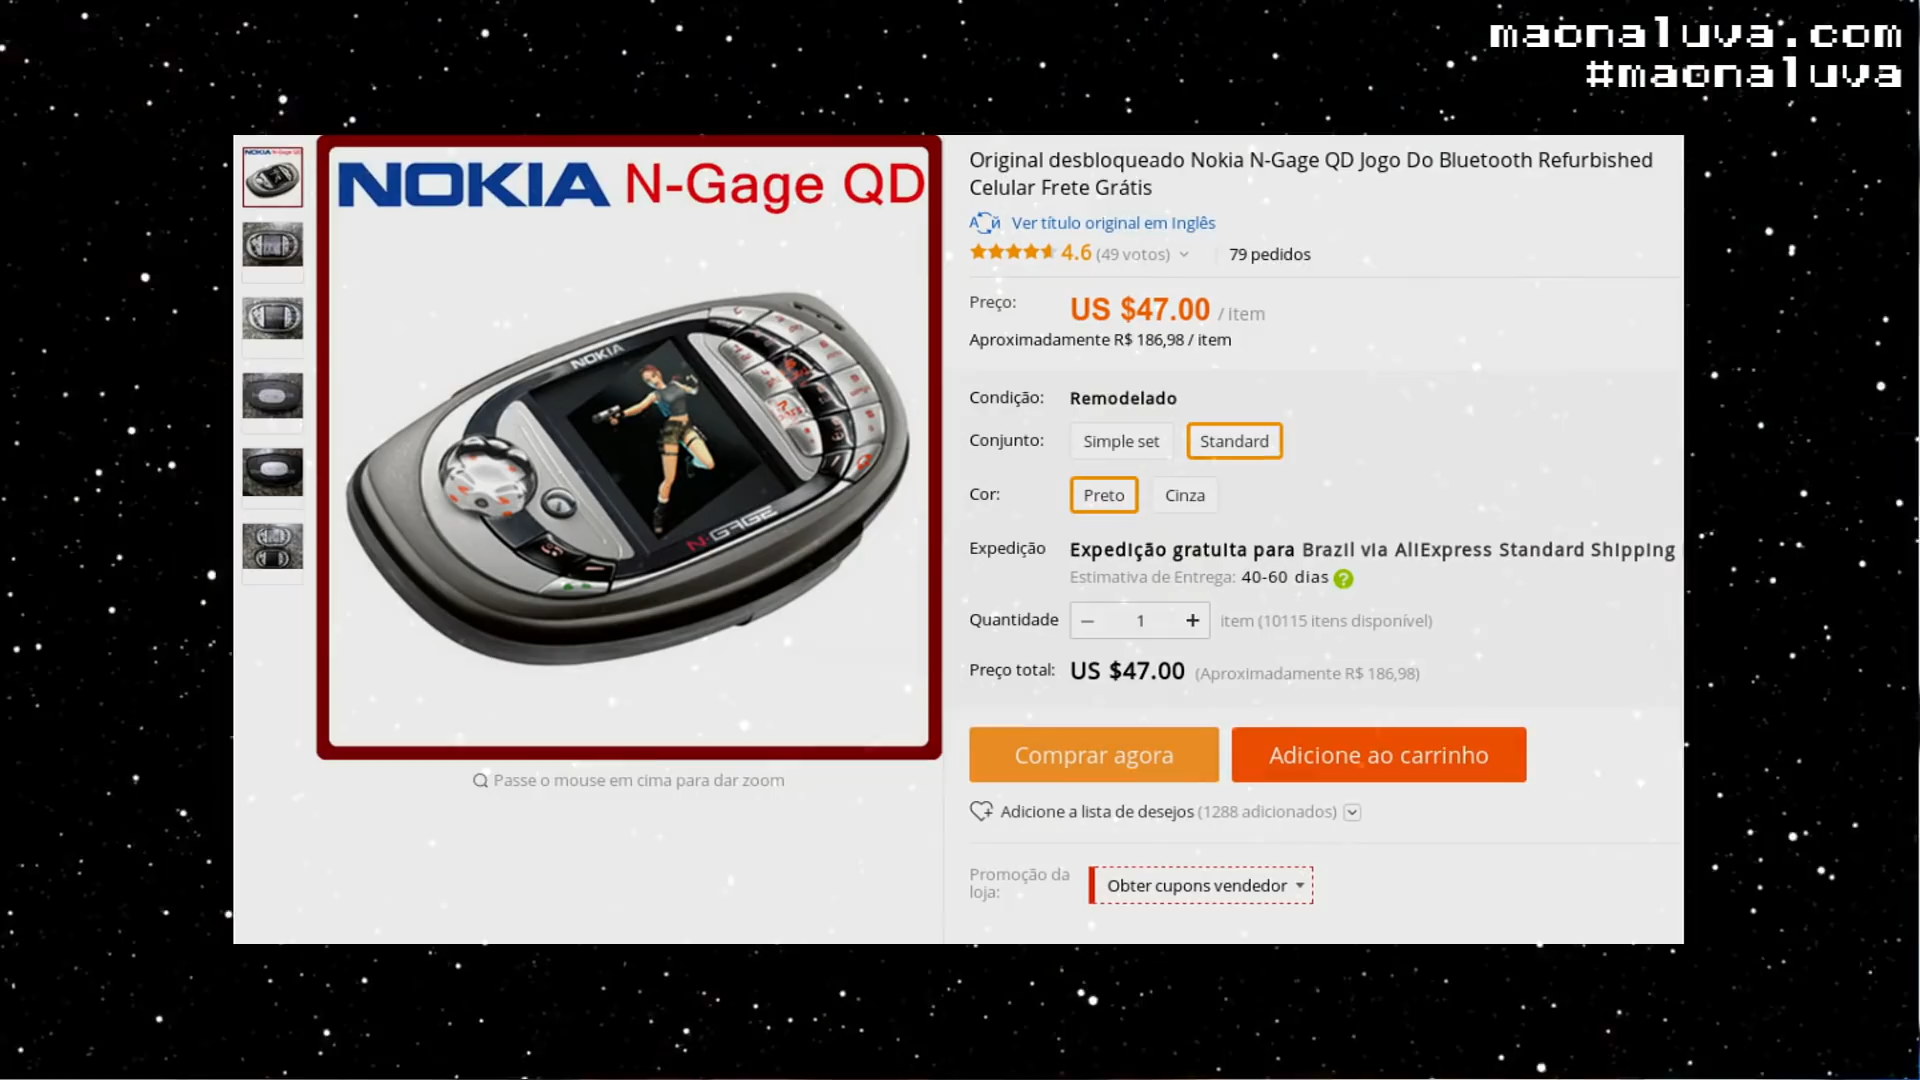 maonaluva.com
#maonaluva
NOKIA N-Gage QD
NOKIA
N-GAGE
Passe o mouse em cima para dar zoom
Original desbloqueado Nokia N-Gage QD Jogo Do Bluetooth Refurbished
Celular Frete Grátis
Ver título original em Inglês
4.6 (49 votos) 79 pedidos
Preço: US $47.00 / item
Aproximadamente R$ 186,98 / item
Condição: Remodelado
Conjunto: Simple set Standard
Cor: Preto Cinza
Expedição Expedição gratuita para Brazil via AliExpress Standard Shipping
Estimativa de Entrega: 40-60 dias ?
Quantidade — 1 + item (10115 itens disponível)
Preço total: US $47.00 (Aproximadamente R$ 186,98)
Comprar agora Adicione ao carrinho
Adicione a lista de desejos (1288 adicionados)
Promoção da
loja: Obter cupons vendedor